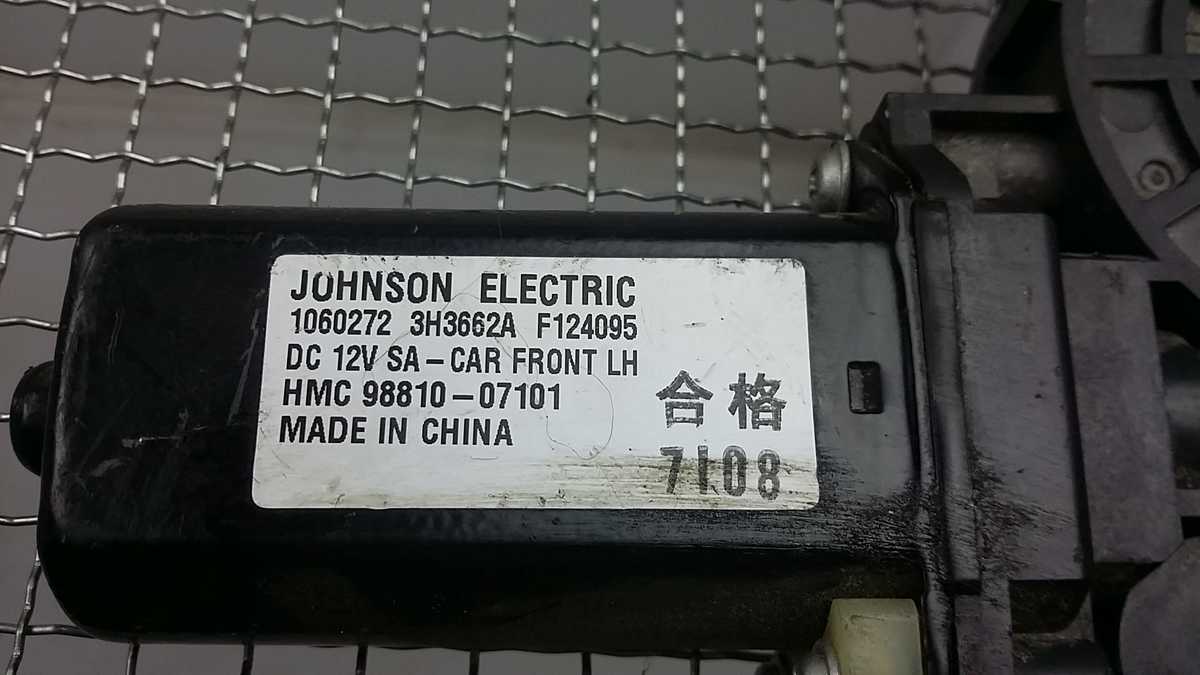 JOHNSON ELECTRIC
1060272 3H3662A F124095
DC 12V SA-CAR FRONT LH
HMC 98810-07101
MADE IN CHINA
合格
7108